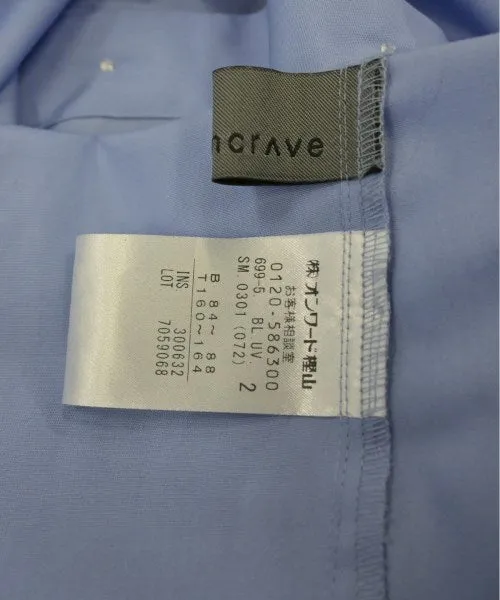 ncrave
(株)オンワード樫山
お客様相談室
0120-586300
699-5. BL UV. 2
SM 0301 (072)
B 84～ 88
T160～164
INS 300632
LOT 7059068